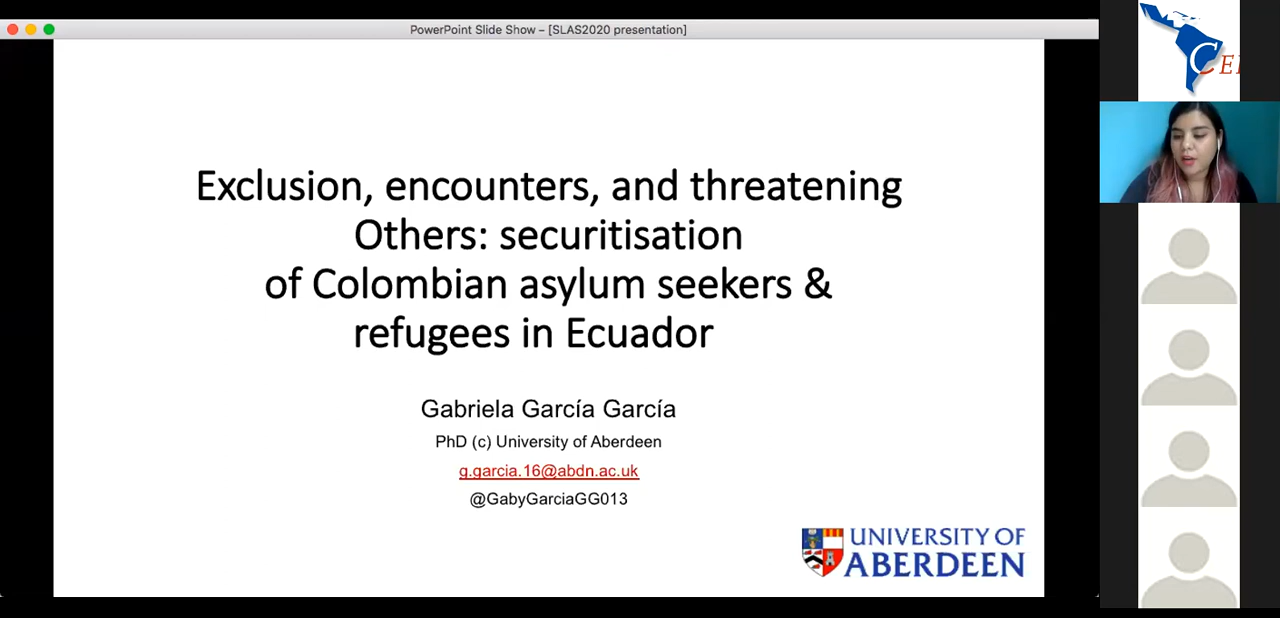 PowerPoint Slide Show – [SLAS2020 presentation]
Exclusion, encounters, and threatening
Others: securitisation
of Colombian asylum seekers &
refugees in Ecuador
Gabriela García García
PhD (c) University of Aberdeen
g.garcia.16@abdn.ac.uk
@GabyGarciaGG013
UNIVERSITY OF
ABERDEEN